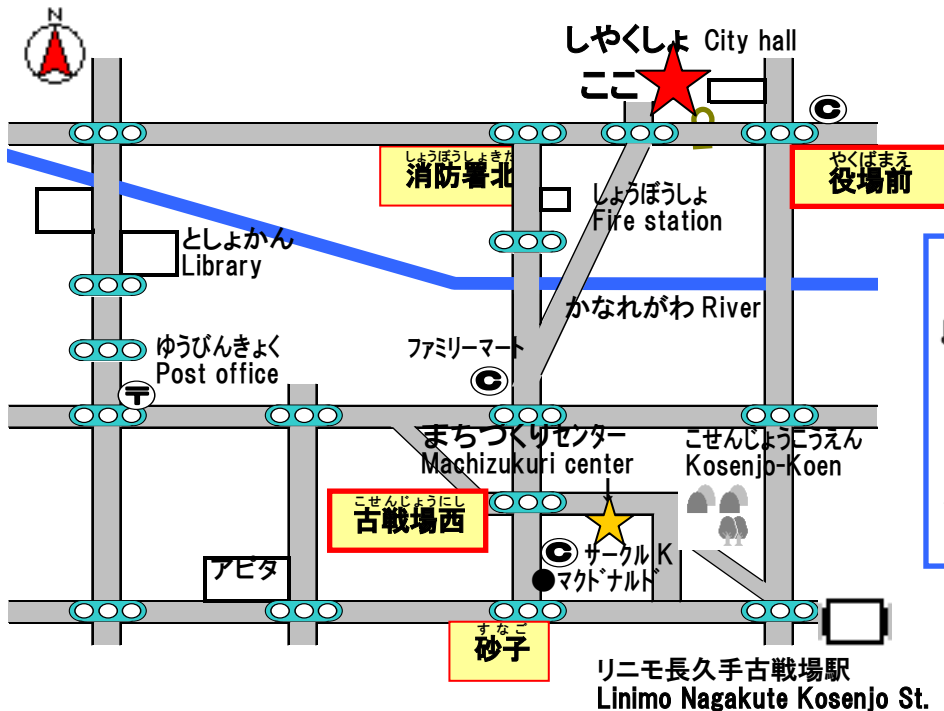 N
しやくしょ City hall
ここ
C
しょうぼうしょきた
消防署北
やくばまえ
役場前
しょうぼうしょ
Fire station
としょかん
Library
かなれがわ River
ゆうびんきょく
Post office
〒
ファミリーマート
C
まちづくりセンター
Machizukuri center
こせんじょうこうえん
Kosenjo-Koen
こせんじょうにし
古戦場西
C サークルK
マクドナルド
アピタ
すなご
砂子
リニモ長久手古戦場駅
Linimo Nagakute Kosenjo St.